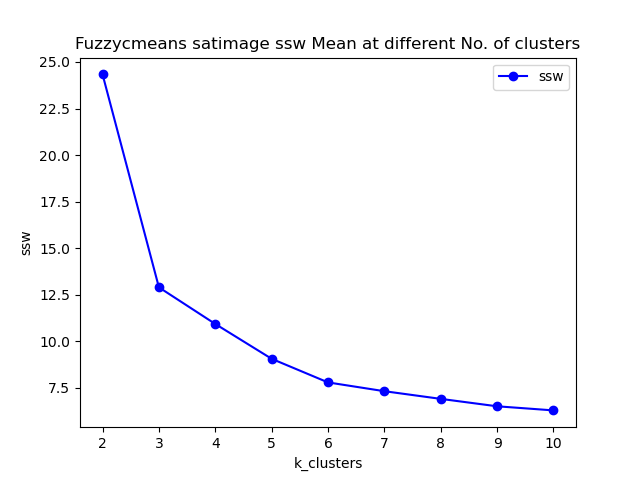 Fuzzycmeans satimage ssw Mean at different No. of clusters
ssw
25.0
22.5
20.0
17.5
15.0
12.5
10.0
7.5
ssw
2 3 4 5 6 7 8 9 10
k_clusters